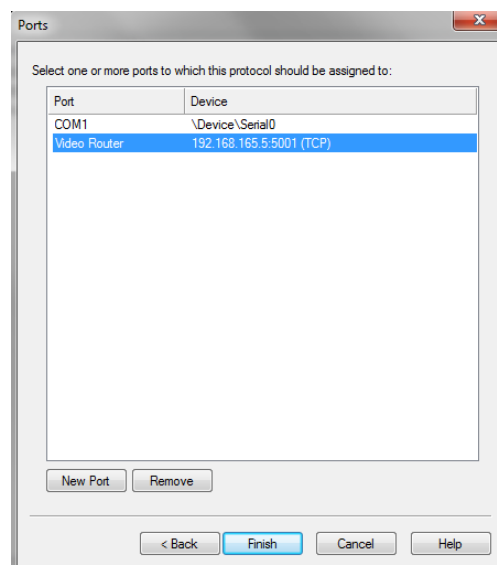 Ports
Select one or more ports to which this protocol should be assigned to:
Port Device
COM1 \Device\Serial0
Video Router 192.168.165.5:5001 (TCP)
New Port Remove
< Back Finish Cancel Help